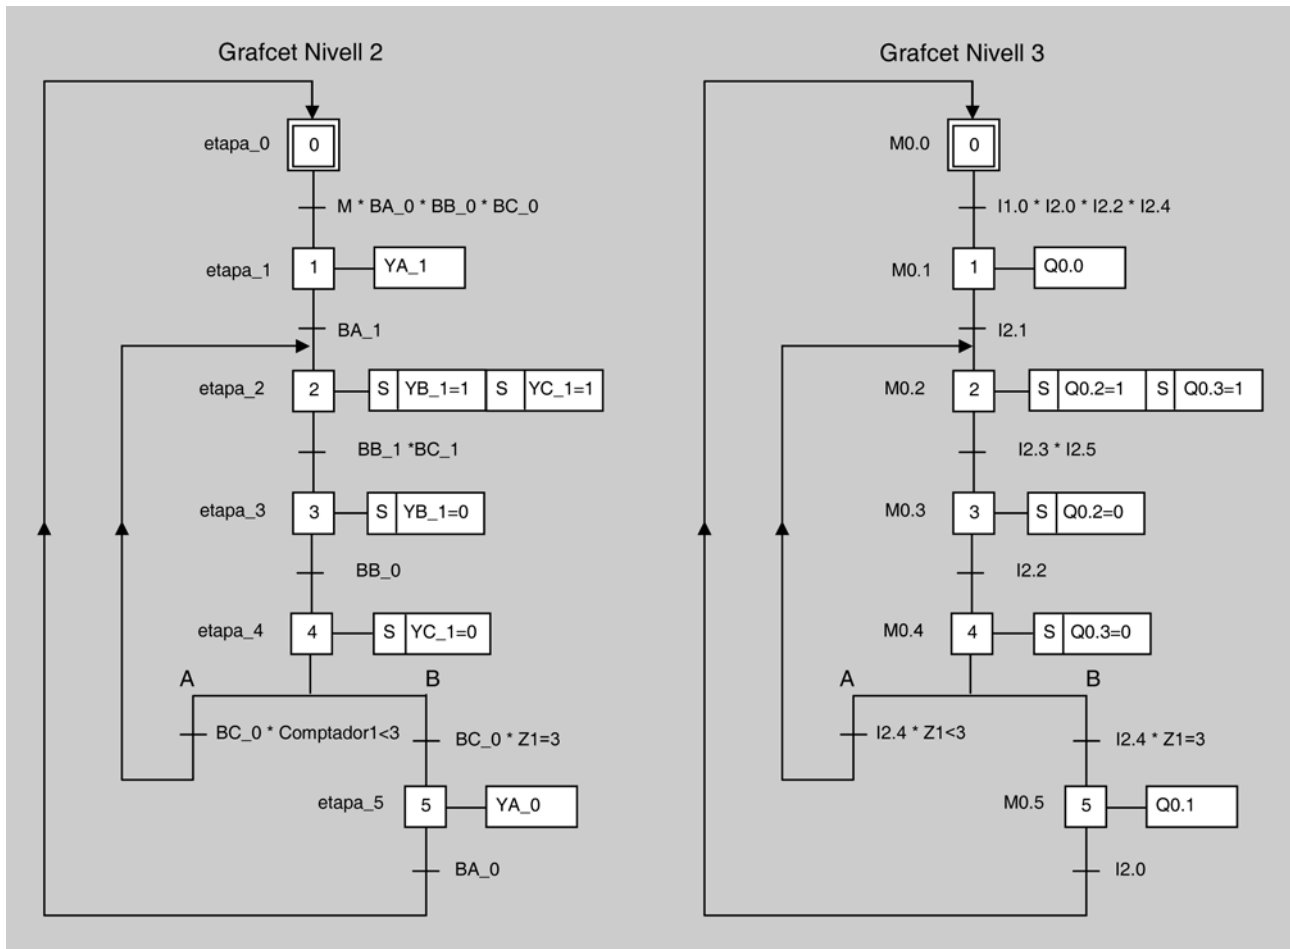 Grafcet Nivell 2
etapa_0
0
M * BA_0 * BB_0 * BC_0
etapa_1
1
YA_1
BA_1
etapa_2
2
S YB_1=1 S YC_1=1
BB_1 *BC_1
etapa_3
3
S YB_1=0
BB_0
etapa_4
4
S YC_1=0
A
B
BC_0 * Comptador1<3
BC_0 * Z1=3
etapa_5
5
YA_0
BA_0
Grafcet Nivell 3
M0.0
0
I1.0 * I2.0 * I2.2 * I2.4
M0.1
1
Q0.0
I2.1
M0.2
2
S Q0.2=1 S Q0.3=1
I2.3 * I2.5
M0.3
3
S Q0.2=0
I2.2
M0.4
4
S Q0.3=0
A
B
I2.4 * Z1<3
I2.4 * Z1=3
M0.5
5
Q0.1
I2.0